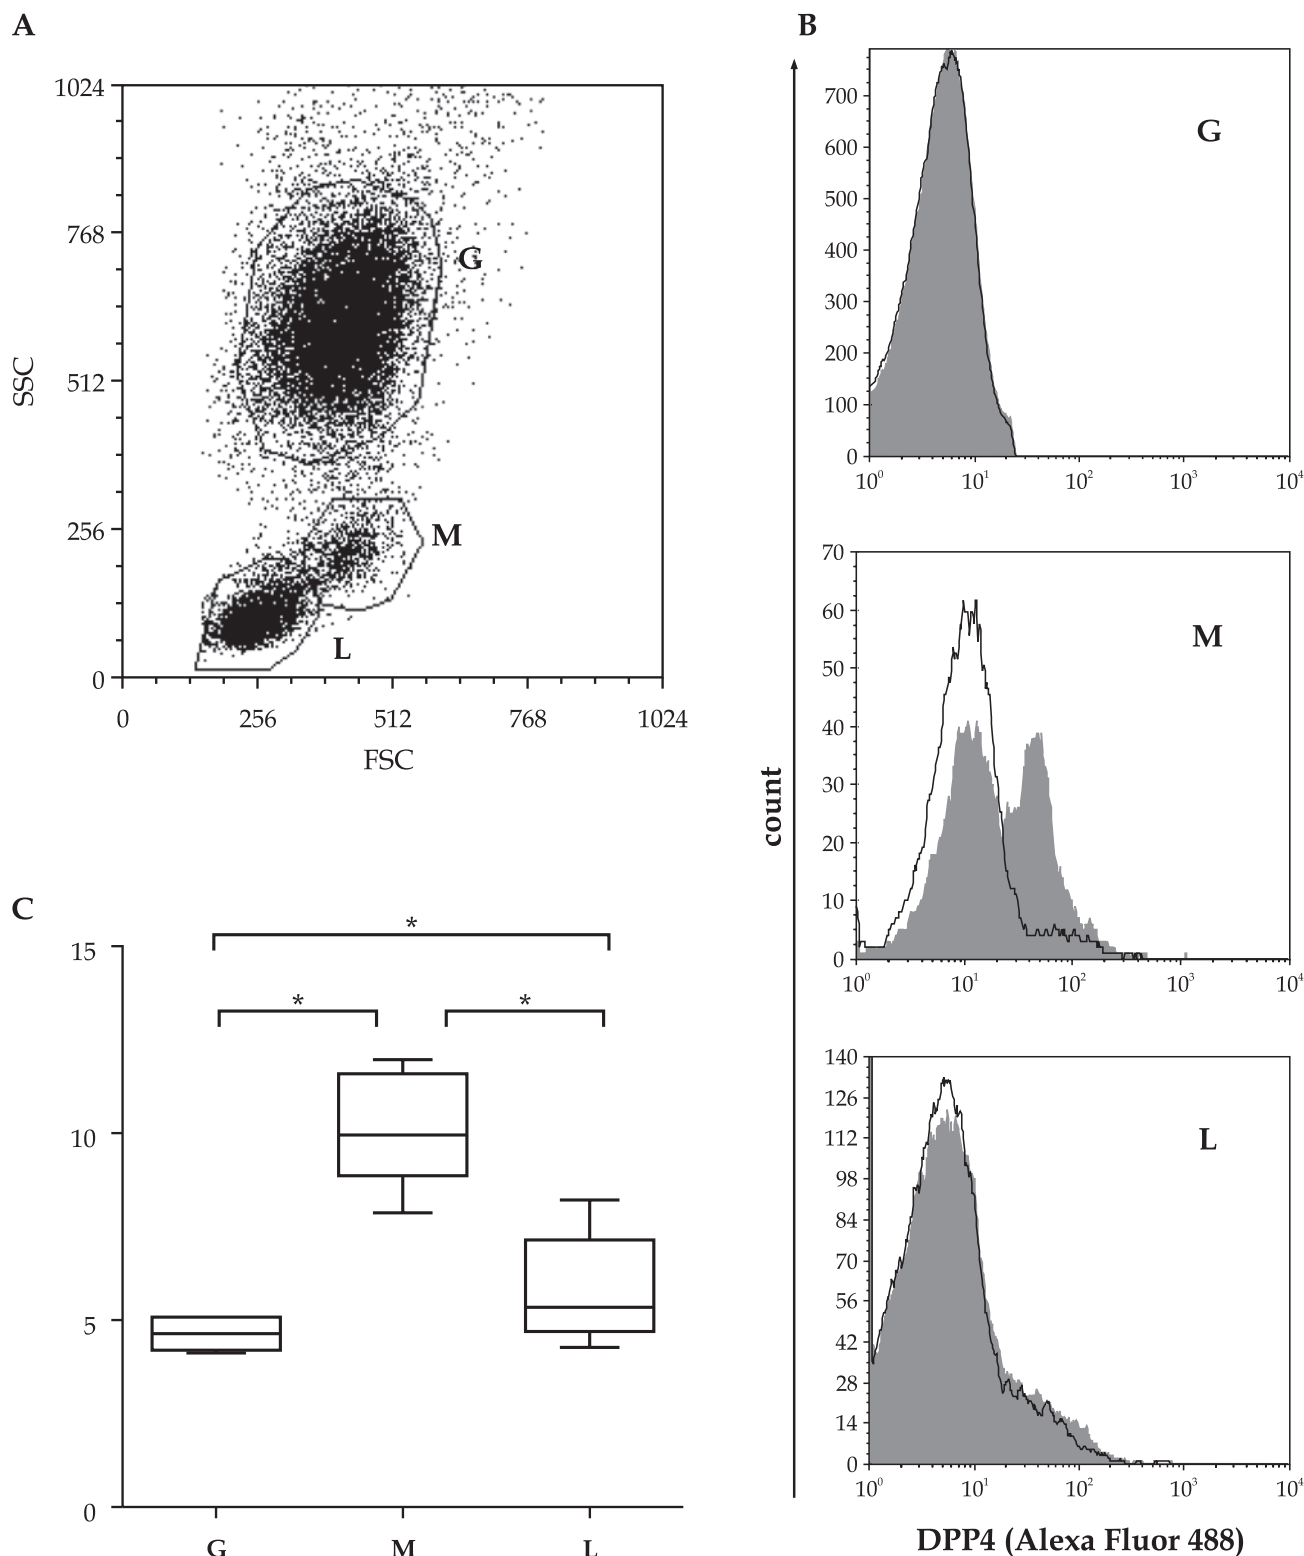 A
1024
768
512
256
0
SSC
0 256 512 768 1024
FSC
G
M
L
B
count
700
600
500
400
300
200
100
0
10⁰ 10¹ 10² 10³ 10⁴
G
70
60
50
40
30
20
10
0
10⁰ 10¹ 10² 10³ 10⁴
M
140
126
112
98
84
70
56
42
28
14
0
10⁰ 10¹ 10² 10³ 10⁴
L
DPP4 (Alexa Fluor 488)
C
15
10
5
0
*
* *
G M L